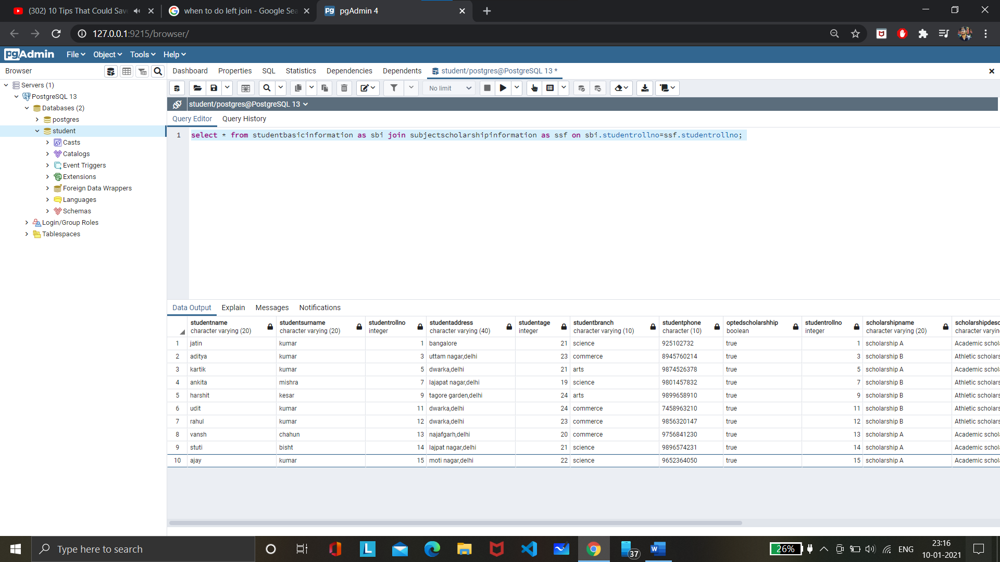 (302) 10 Tips That Could Save
when to do left join - Google Sea
pgAdmin 4
127.0.0.1:9215/browser/
pgAdmin File Object Tools Help
Browser
Dashboard Properties SQL Statistics Dependencies Dependents student/postgres@PostgreSQL 13 *
No limit
student/postgres@PostgreSQL 13
Query Editor Query History
1 select * from studentbasicinformation as sbi join subjectscholarshipinformation as ssf on sbi.studentrollno=ssf.studentrollno;
Servers (1)
PostgreSQL 13
Databases (2)
postgres
student
Casts
Catalogs
Event Triggers
Extensions
Foreign Data Wrappers
Languages
Schemas
Login/Group Roles
Tablespaces
Data Output Explain Messages Notifications
studentname studentsurname studentrollno studentaddress studentage studentbranch studentphone optedscholarshhip studentrollno scholarshipname scholarshipdesc
character varying (20) character varying (20) integer character varying (40) integer character varying (10) character (10) boolean integer character varying (20) character varyin
1 jatin kumar 1 bangalore 21 science 925102732 true 1 scholarship A Academic schola
2 aditya kumar 3 uttam nagar,delhi 23 commerce 8945760214 true 3 scholarship B Athletic scholars
3 kartik kumar 5 dwarka,delhi 21 arts 9874526378 true 5 scholarship A Academic schola
4 ankita mishra 7 lajapat nagar,delhi 19 science 9801457832 true 7 scholarship B Athletic scholars
5 harshit kesar 9 tagore garden,delhi 24 arts 9899658910 true 9 scholarship B Athletic scholars
6 udit kumar 11 dwarka,delhi 24 commerce 7458963210 true 11 scholarship B Athletic scholars
7 rahul kumar 12 dwarka,delhi 23 commerce 9856320147 true 12 scholarship B Athletic scholars
8 vansh chahun 13 najafgarh,delhi 20 commerce 9756841230 true 13 scholarship A Academic schola
9 stuti bisht 14 lajpat nagar,delhi 21 science 9896574231 true 14 scholarship A Academic schola
10 ajay kumar 15 moti nagar,delhi 22 science 9652364050 true 15 scholarship A Academic schola
Type here to search
37
26%
ENG
23:16
10-01-2021